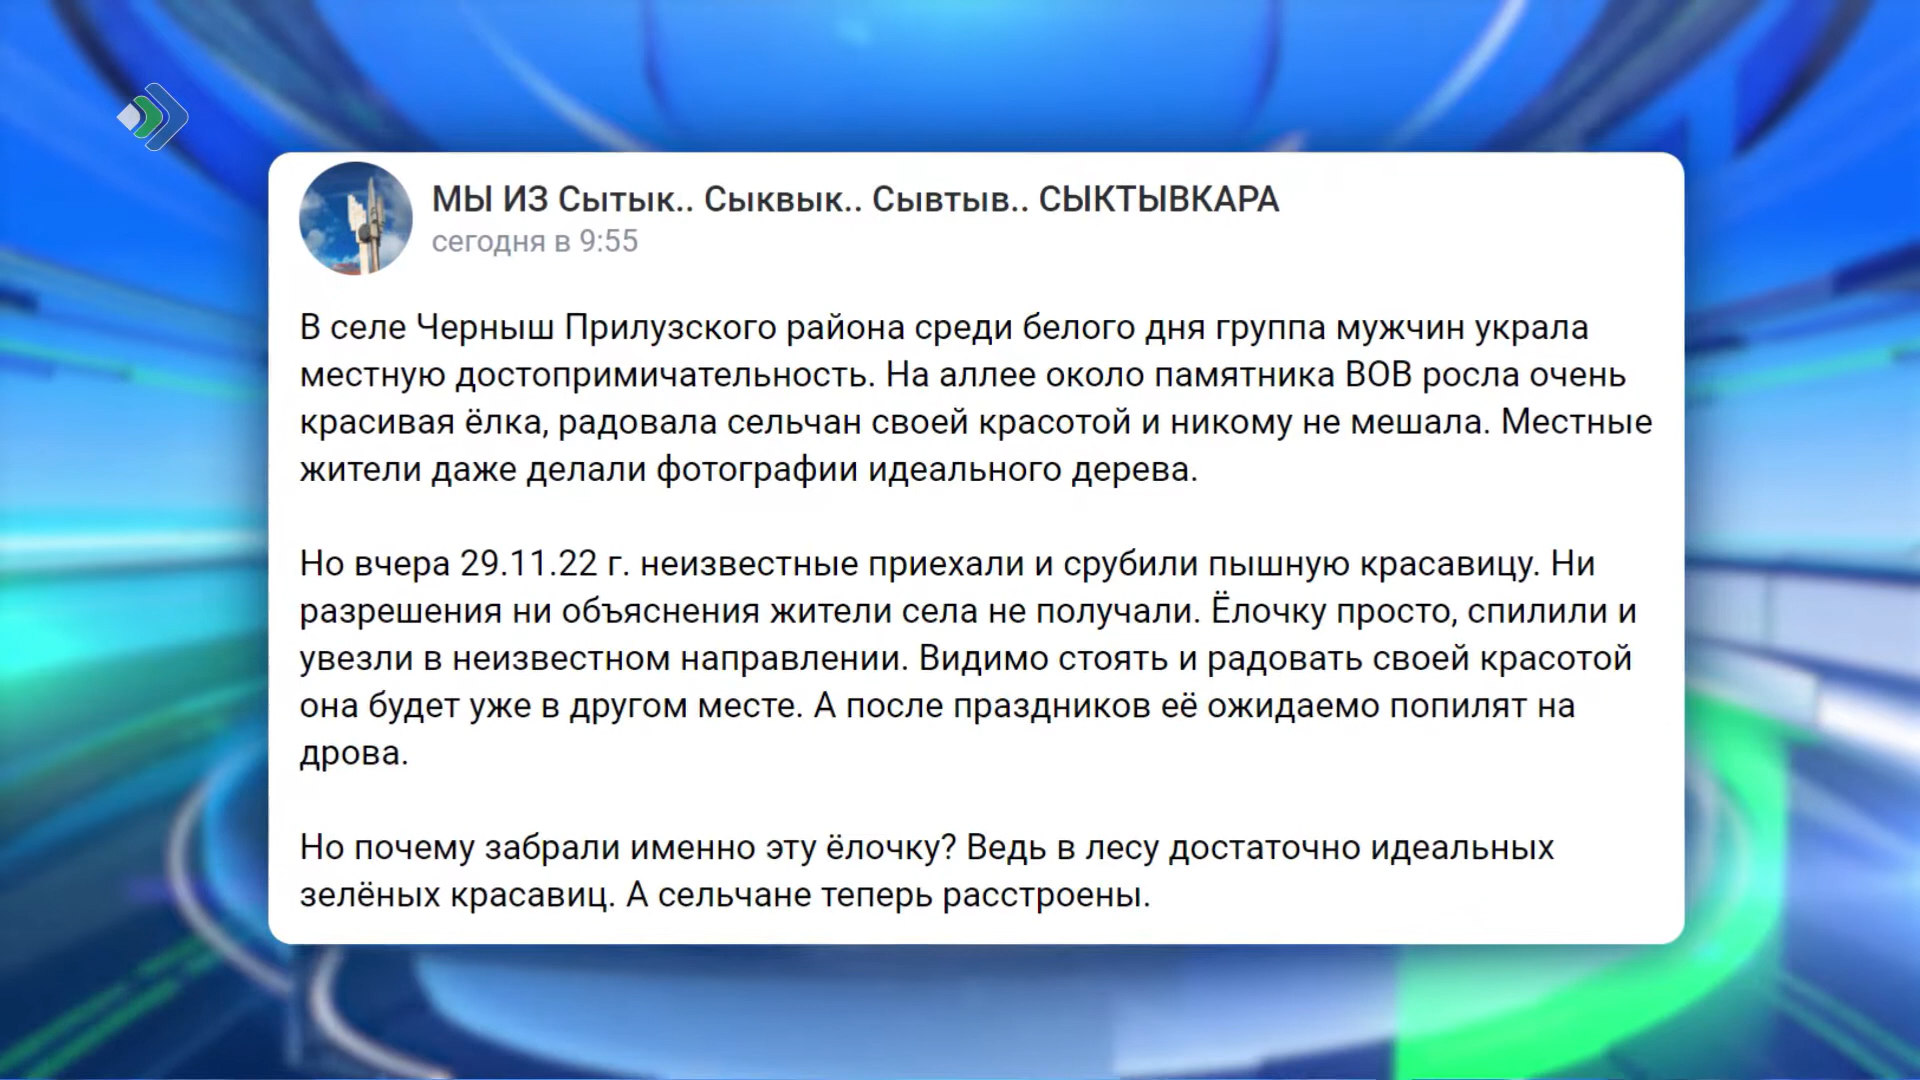 МЫ ИЗ Сытык.. Сыквык.. Сывтыв.. СЫКТЫВКАРА
сегодня в 9:55
В селе Черныш Прилузского района среди белого дня группа мужчин украла
местную достопримичательность. На аллее около памятника ВОВ росла очень
красивая ёлка, радовала сельчан своей красотой и никому не мешала. Местные
жители даже делали фотографии идеального дерева.
Но вчера 29.11.22 г. неизвестные приехали и срубили пышную красавицу. Ни
разрешения ни объяснения жители села не получали. Ёлочку просто, спилили и
увезли в неизвестном направлении. Видимо стоять и радовать своей красотой
она будет уже в другом месте. А после праздников её ожидаемо попилят на
дрова.
Но почему забрали именно эту ёлочку? Ведь в лесу достаточно идеальных
зелёных красавиц. А сельчане теперь расстроены.